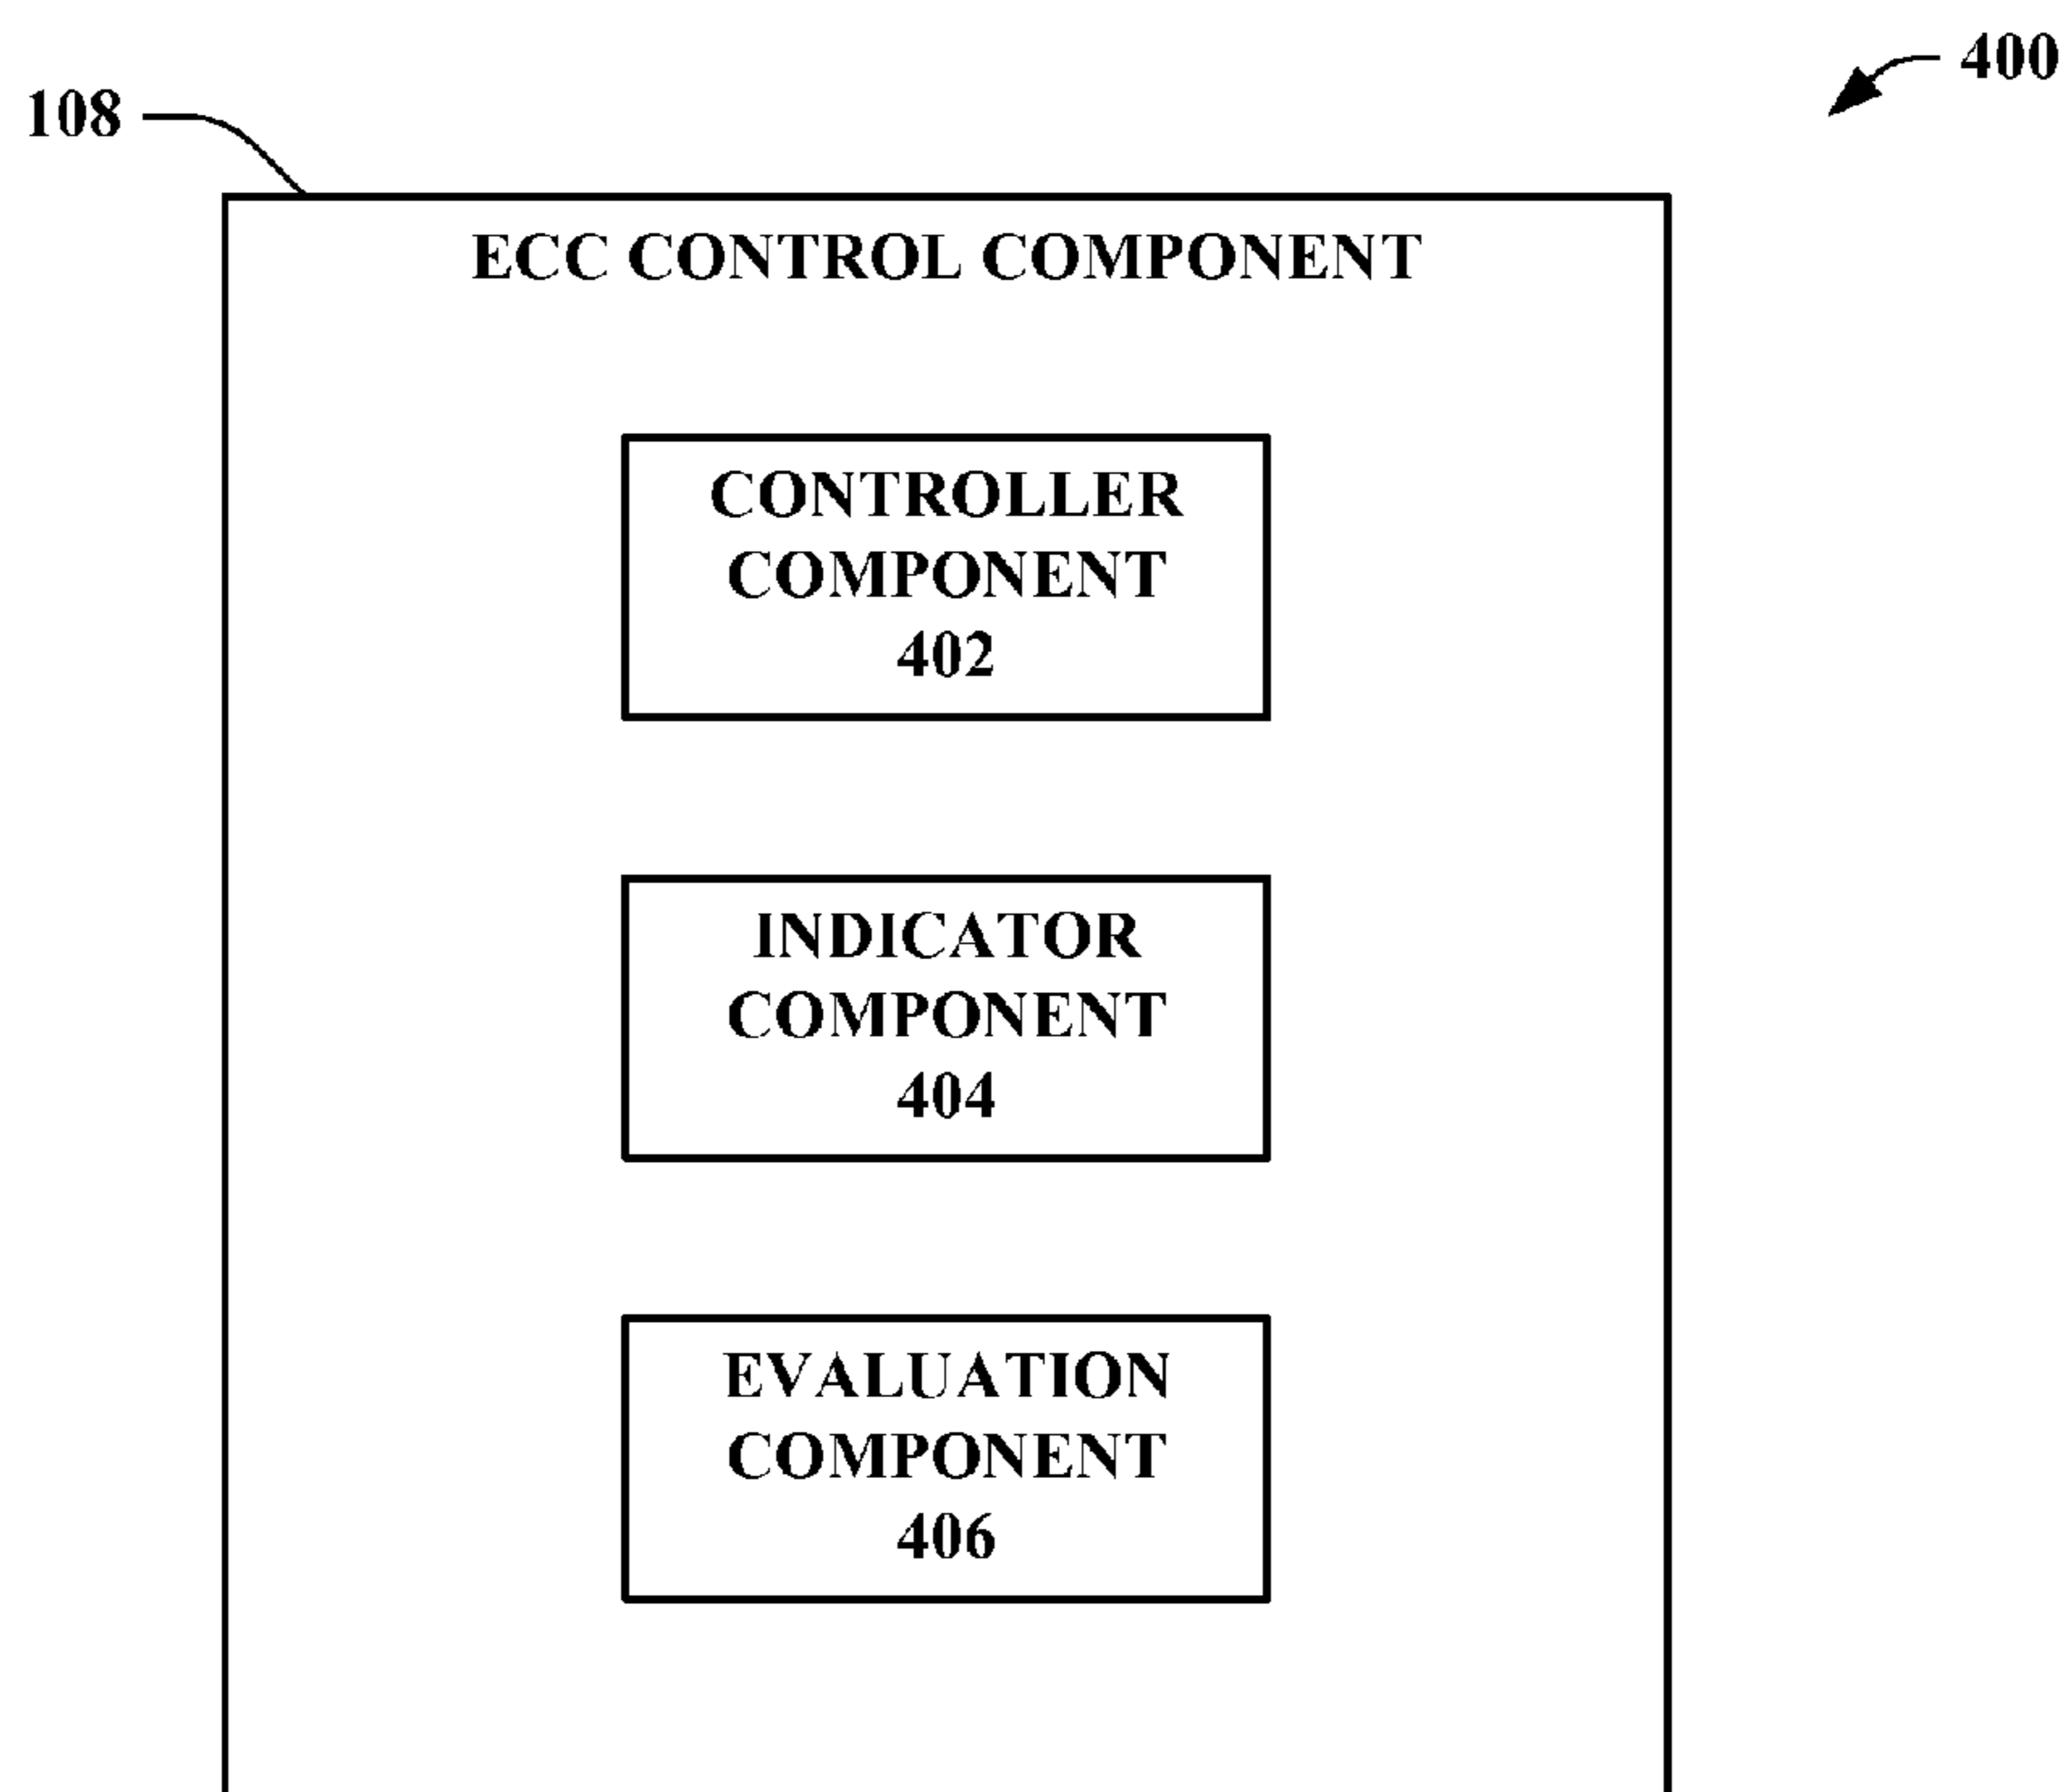 400
108
ECC CONTROL COMPONENT
CONTROLLER
COMPONENT
402
INDICATOR
COMPONENT
404
EVALUATION
COMPONENT
406